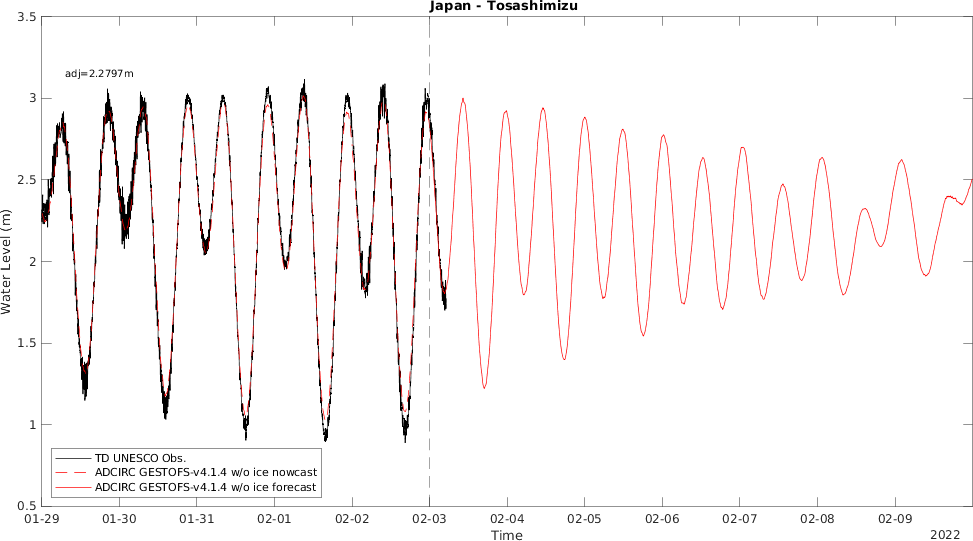 Japan - Tosashimizu
adj=2.2797m
Water Level (m)
3.5
3
2.5
2
1.5
1
0.5
TD UNESCO Obs.
ADCIRC GESTOFS-v4.1.4 w/o ice nowcast
ADCIRC GESTOFS-v4.1.4 w/o ice forecast
01-29 01-30 01-31 02-01 02-02 02-03 02-04 02-05 02-06 02-07 02-08 02-09
Time
2022